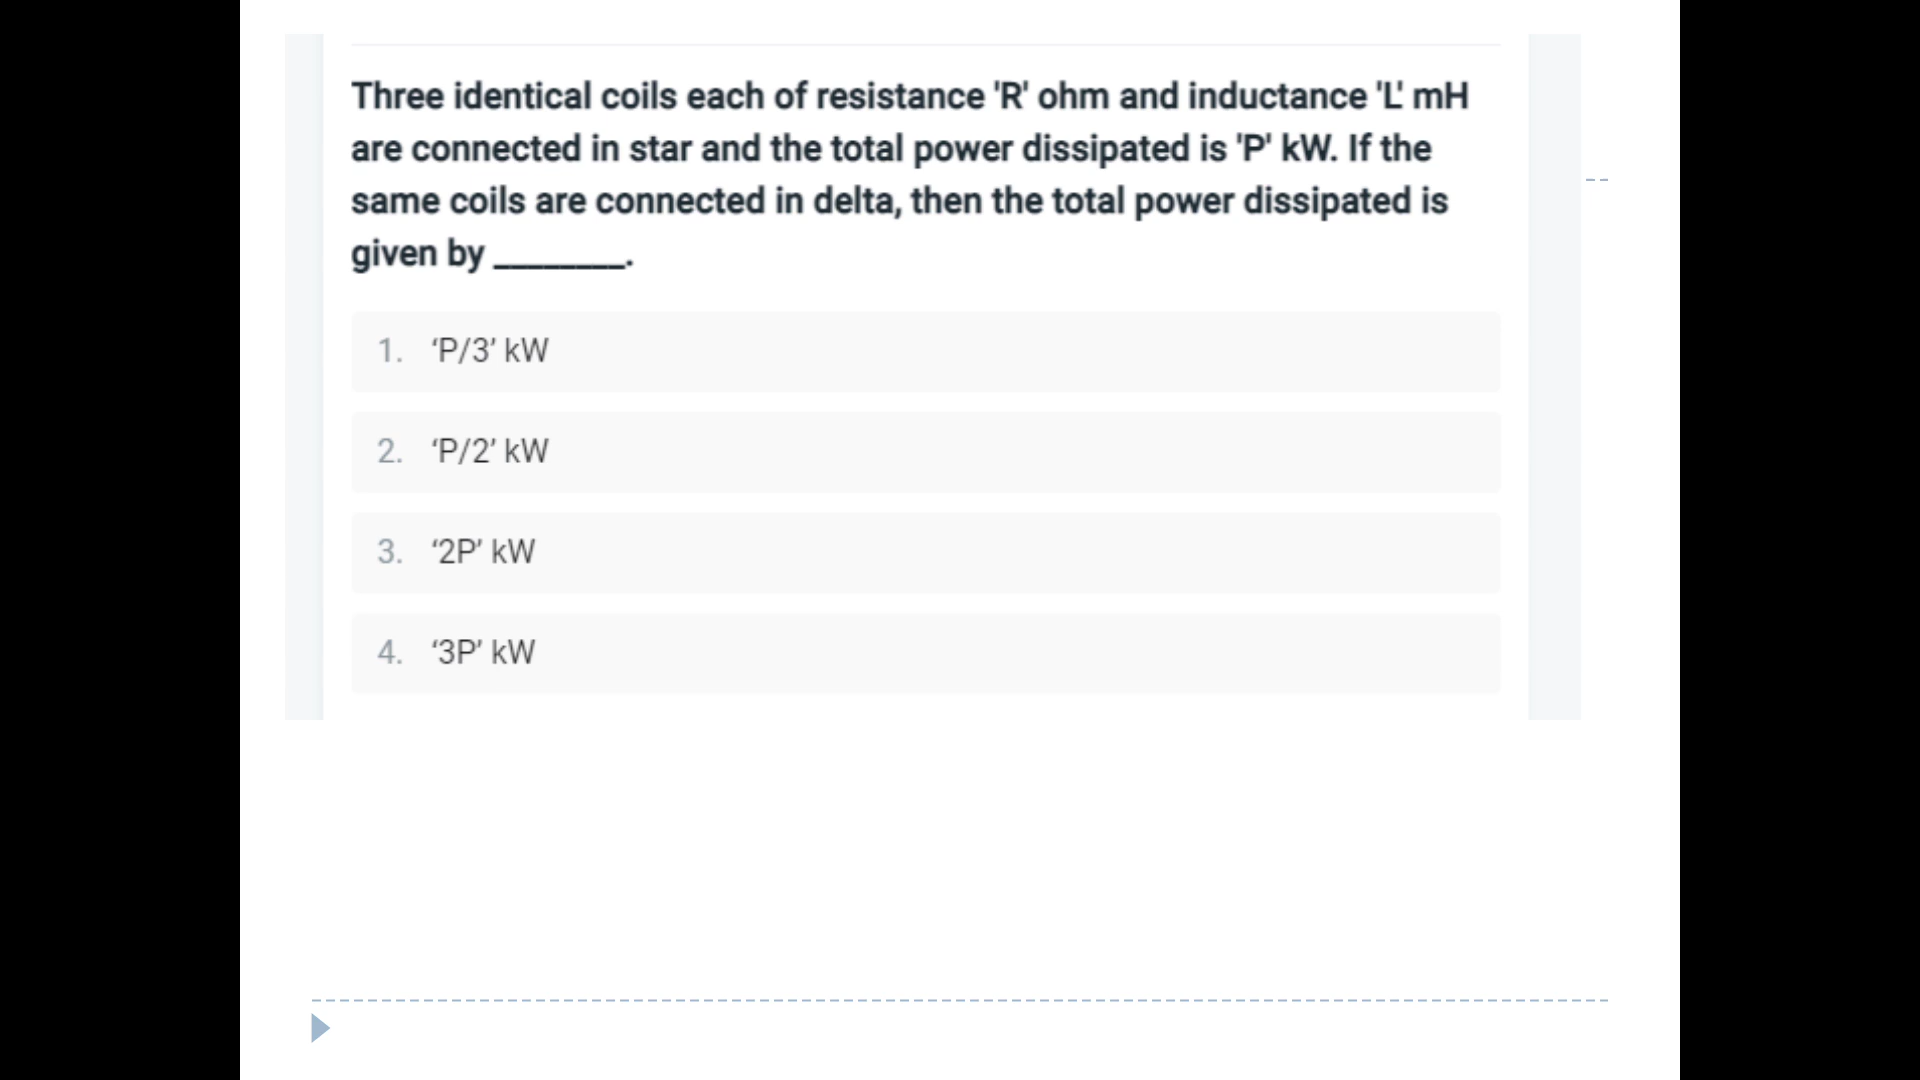 Three identical coils each of resistance 'R' ohm and inductance 'L' mH
are connected in star and the total power dissipated is 'P' kW. If the
same coils are connected in delta, then the total power dissipated is
given by ________.
1. ‘P/3’ kW
2. ‘P/2’ kW
3. ‘2P’ kW
4. ‘3P’ kW